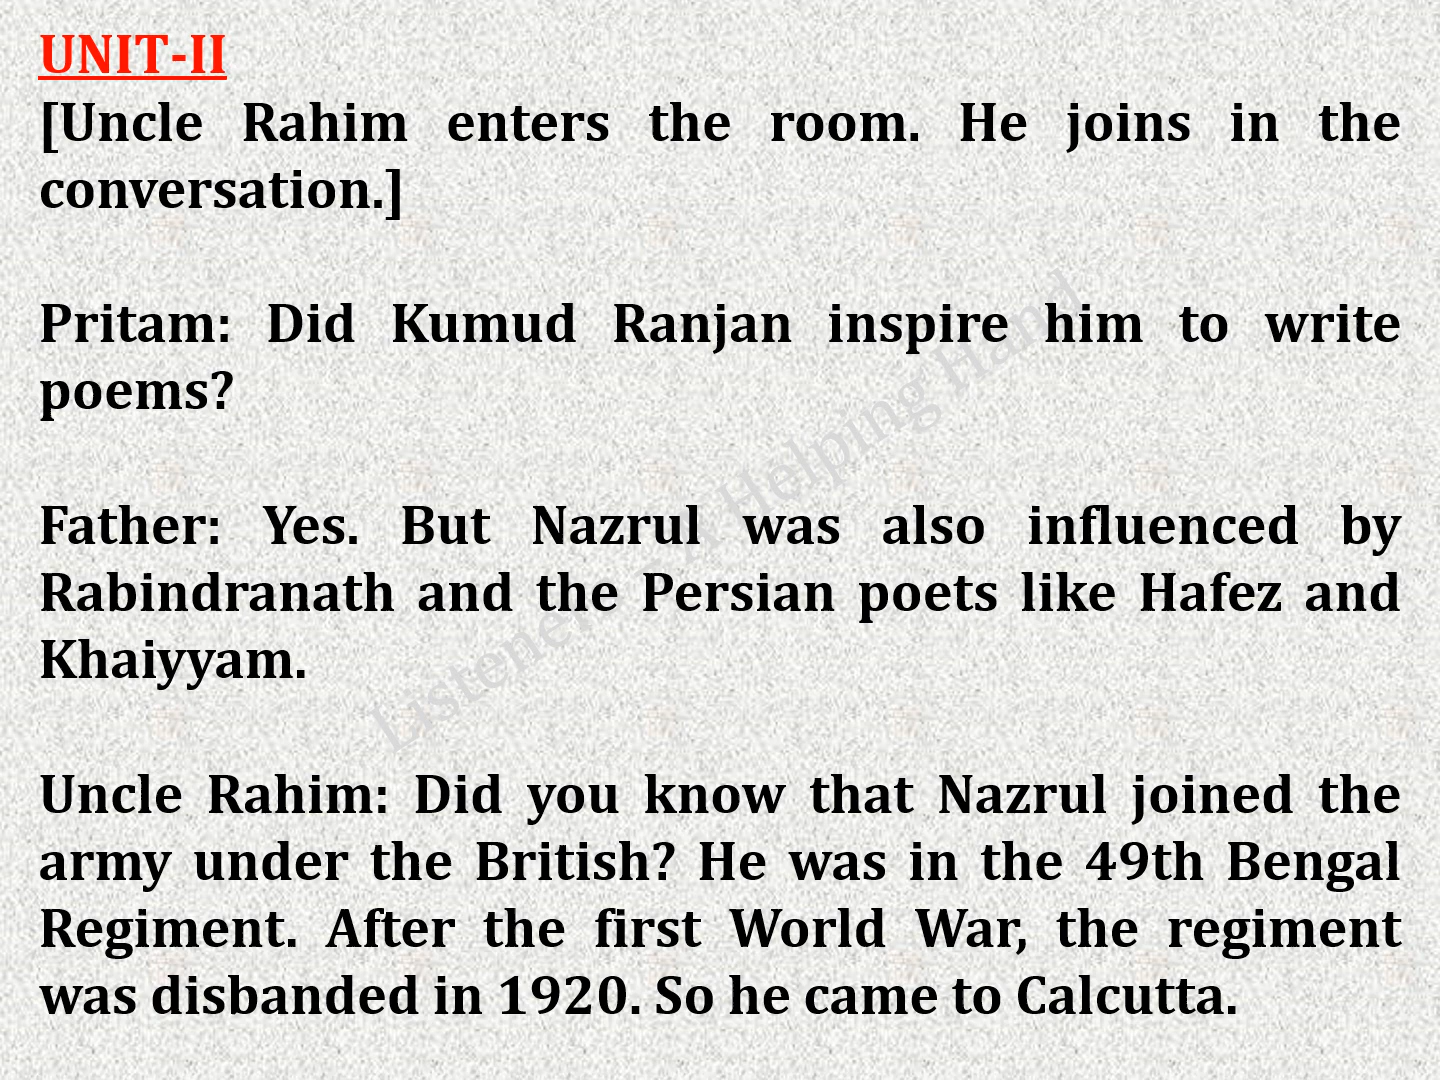 UNIT-II
[Uncle Rahim enters the room. He joins in the
conversation.]
Pritam: Did Kumud Ranjan inspire him to write
poems?
Father: Yes. But Nazrul was also influenced by
Rabindranath and the Persian poets like Hafez and
Khaiyyam.
Uncle Rahim: Did you know that Nazrul joined the
army under the British? He was in the 49th Bengal
Regiment. After the first World War, the regiment
was disbanded in 1920. So he came to Calcutta.
A Helping Hand